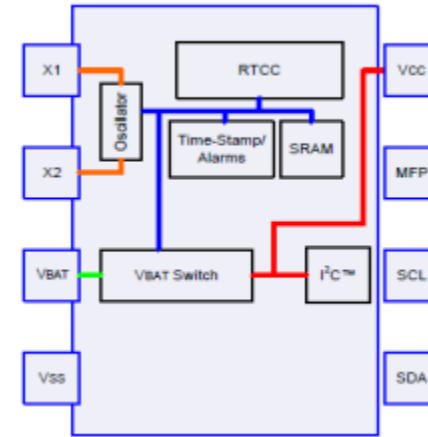 X1
RTCC
Vcc
Oscillator
Time-Stamp/
Alarms
SRAM
X2
MFP
VBAT
VBAT Switch
I²C™
SCL
Vss
SDA